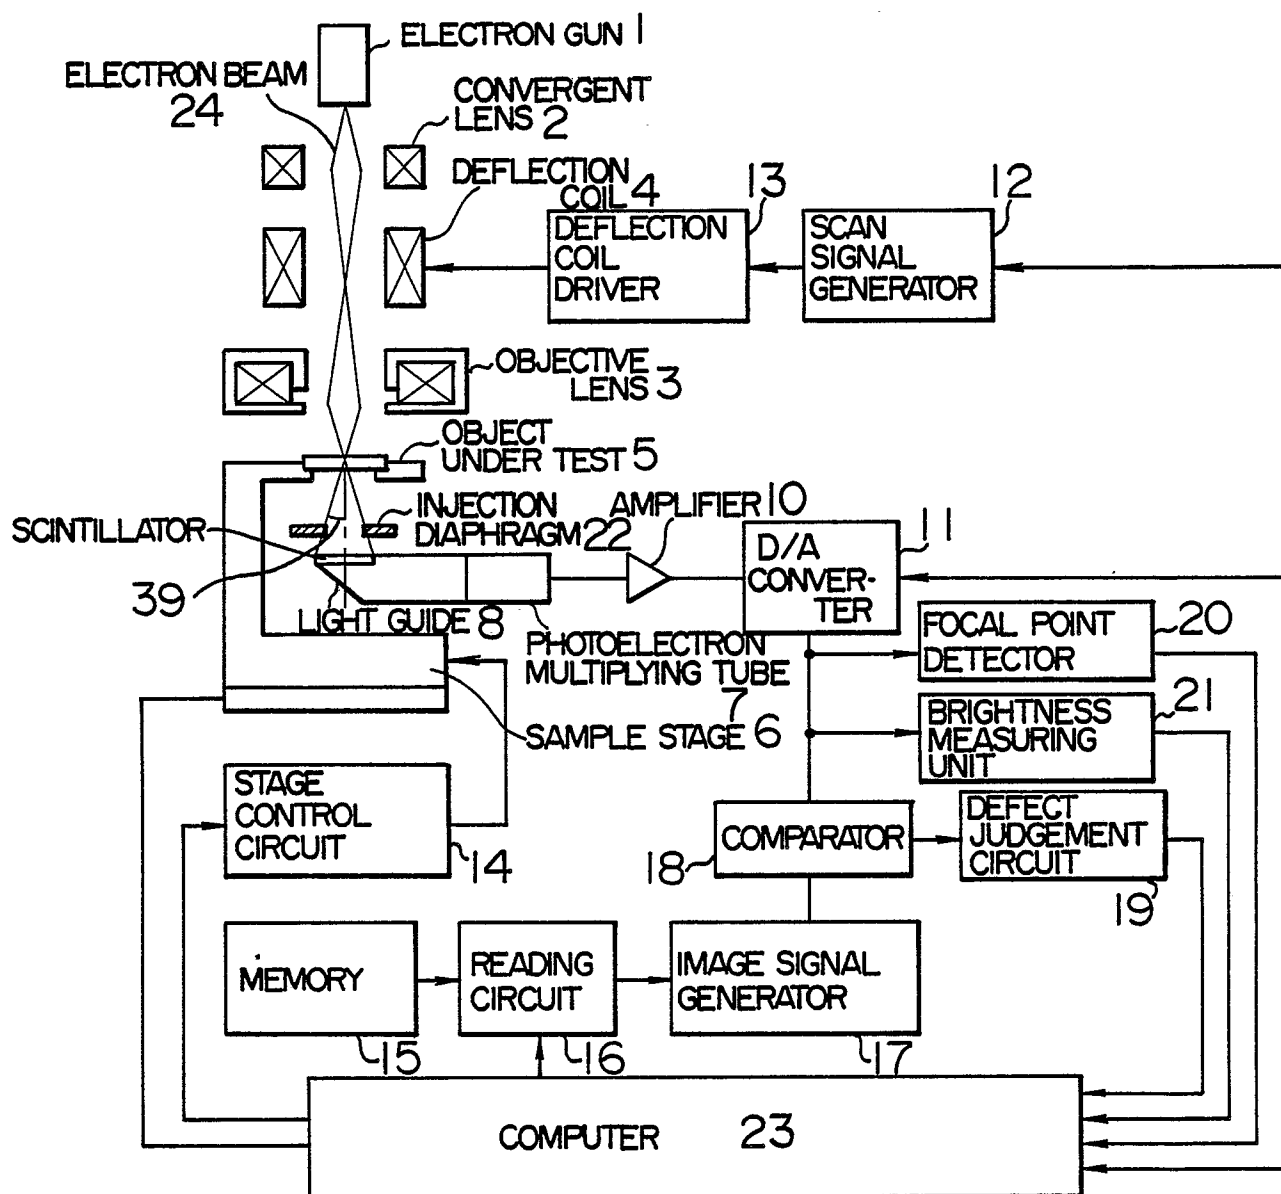 ELECTRON GUN 1
ELECTRON BEAM
24
CONVERGENT
LENS 2
DEFLECTION
COIL 4
13
12
DEFLECTION
COIL
DRIVER
SCAN
SIGNAL
GENERATOR
OBJECTIVE
LENS 3
OBJECT
UNDER TEST 5
INJECTION
DIAPHRAGM 22
AMPLIFIER 10
SCINTILLATOR
39
LIGHT GUIDE 8
PHOTOELECTRON
MULTIPLYING TUBE
7
D/A
CONVER-
TER
11
FOCAL POINT
DETECTOR
20
BRIGHTNESS
MEASURING
UNIT
21
SAMPLE STAGE 6
STAGE
CONTROL
CIRCUIT
14
COMPARATOR
18
DEFECT
JUDGEMENT
CIRCUIT
19
MEMORY
15
READING
CIRCUIT
16
IMAGE SIGNAL
GENERATOR
17
COMPUTER 23